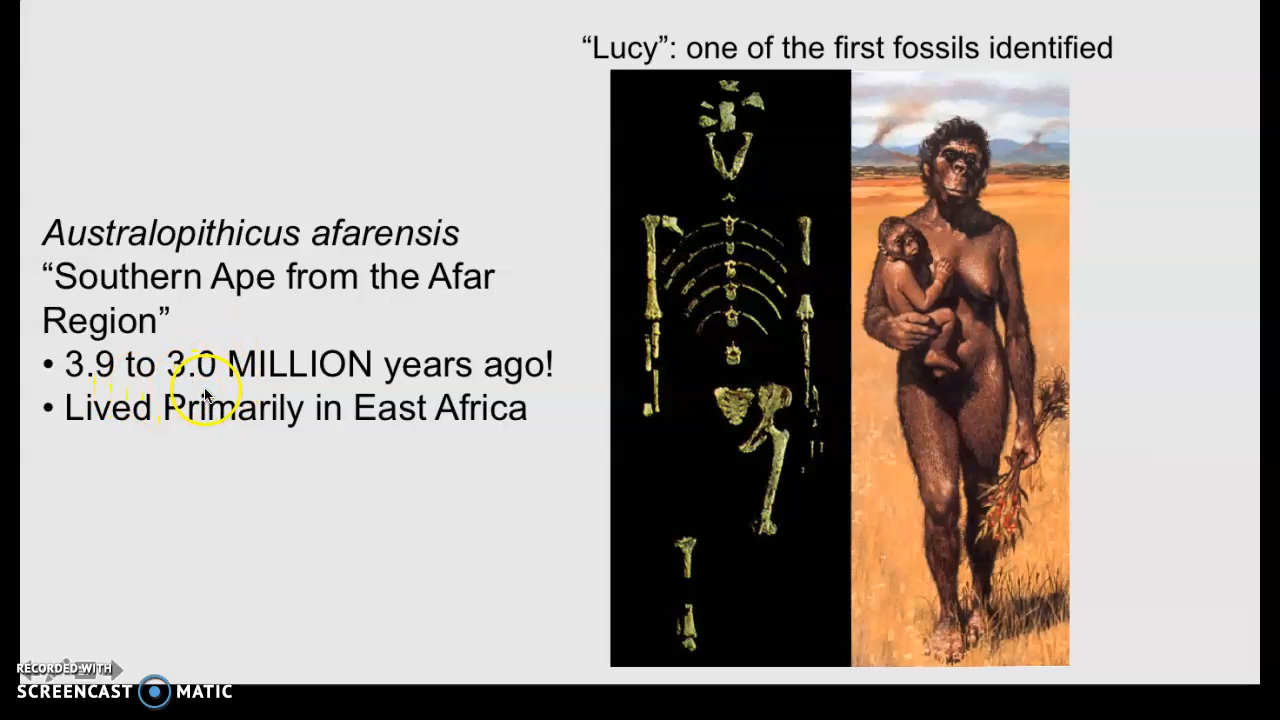 “Lucy”: one of the first fossils identified
Australopithicus afarensis
“Southern Ape from the Afar
Region”
• 3.9 to 3.0 MILLION years ago!
• Lived Primarily in East Africa
RECORDED WITH
SCREENCAST MATIC